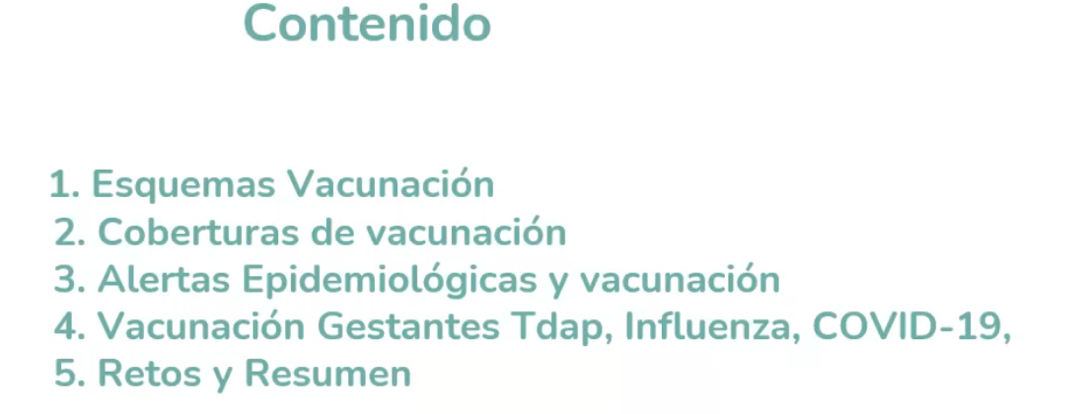 Contenido
1. Esquemas Vacunación
2. Coberturas de vacunación
3. Alertas Epidemiológicas y vacunación
4. Vacunación Gestantes Tdap, Influenza, COVID-19,
5. Retos y Resumen